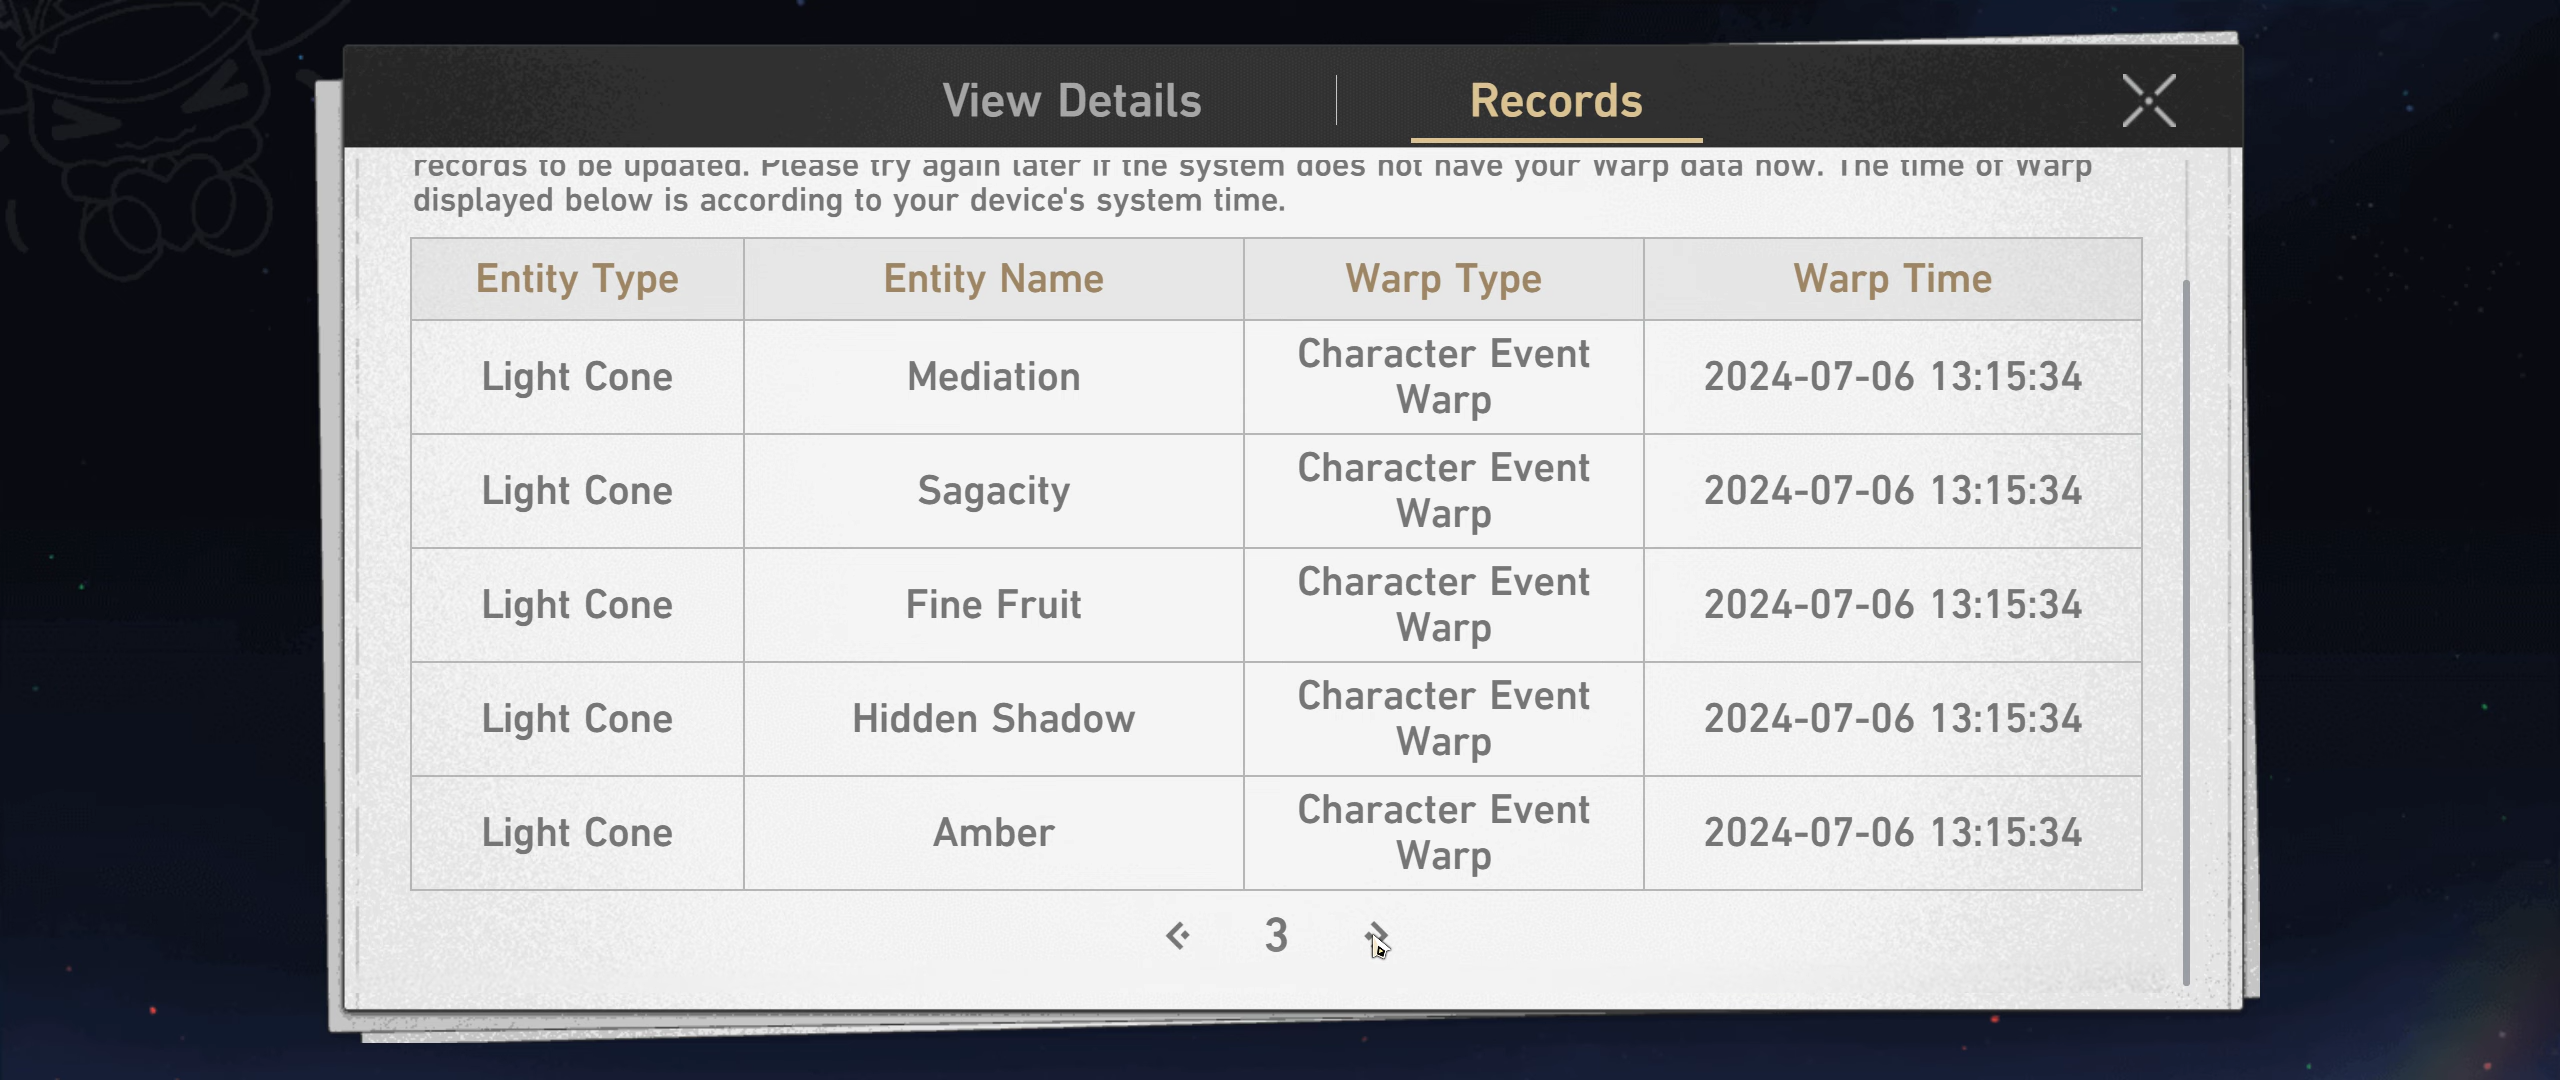 View Details
Records
records to be updated. Please try again later if the system does not have your Warp data now. The time of Warp
displayed below is according to your device's system time.
Entity Type Entity Name Warp Type Warp Time
Light Cone Mediation Character Event Warp 2024-07-06 13:15:34
Light Cone Sagacity Character Event Warp 2024-07-06 13:15:34
Light Cone Fine Fruit Character Event Warp 2024-07-06 13:15:34
Light Cone Hidden Shadow Character Event Warp 2024-07-06 13:15:34
Light Cone Amber Character Event Warp 2024-07-06 13:15:34
3